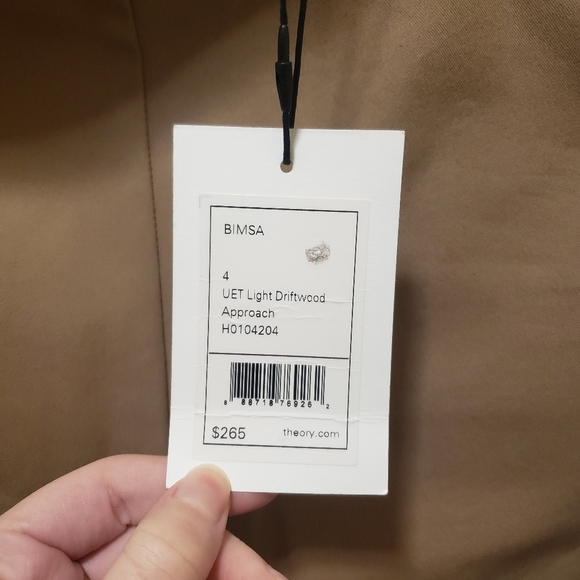 BIMSA
4
UET Light Driftwood
Approach
H0104204
8 88718 76926 2
$265 theory.com